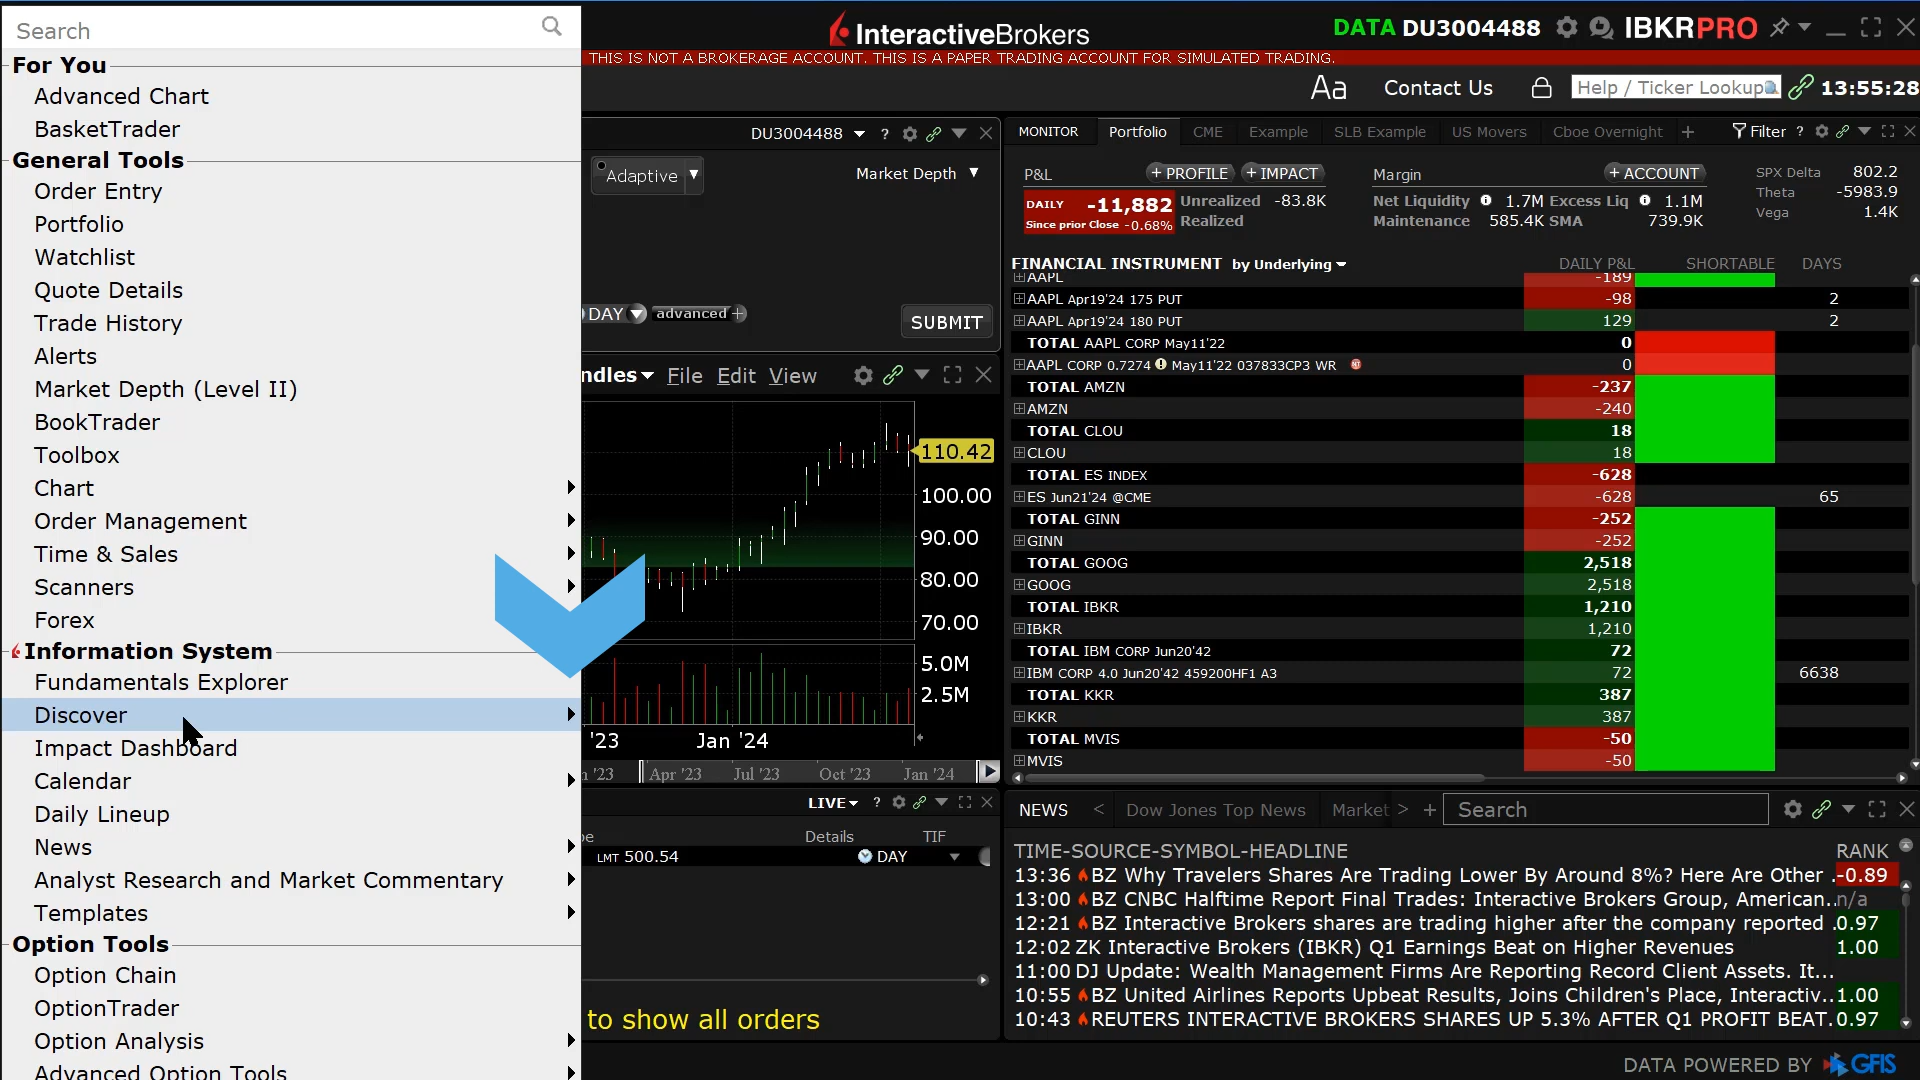 Search
For You
Advanced Chart
BasketTrader
General Tools
Order Entry
Portfolio
Watchlist
Quote Details
Trade History
Alerts
Market Depth (Level II)
BookTrader
Toolbox
Chart
Order Management
Time & Sales
Scanners
Forex
Information System
Fundamentals Explorer
Discover
Impact Dashboard
Calendar
Daily Lineup
News
Analyst Research and Market Commentary
Templates
Option Tools
Option Chain
OptionTrader
Option Analysis
Advanced Option Tools
InteractiveBrokers
DATA DU3004488 IBKRPRO
THIS IS NOT A BROKERAGE ACCOUNT. THIS IS A PAPER TRADING ACCOUNT FOR SIMULATED TRADING.
Aa Contact Us Help / Ticker Lookup 13:55:28
DU3004488 ?
Adaptive Market Depth
DAY advanced + SUBMIT
ndles File Edit View
110.42
100.00
90.00
80.00
70.00
5.0M
2.5M
'23 Jan '24
'23 Apr '23 Jul '23 Oct '23 Jan '24
LIVE ?
Details TIF
LMT 500.54 DAY
to show all orders
MONITOR Portfolio CME Example SLB Example US Movers Cboe Overnight + Filter ?
P&L + PROFILE + IMPACT Margin + ACCOUNT SPX Delta 802.2
DAILY -11,882 Unrealized -83.8K Net Liquidity 1.7M Excess Liq 1.1M Theta -5983.9
Since prior Close -0.68% Realized Maintenance 585.4K SMA 739.9K Vega 1.4K
FINANCIAL INSTRUMENT by Underlying DAILY P&L SHORTABLE DAYS
AAPL -189
AAPL Apr19'24 175 PUT -98 2
AAPL Apr19'24 180 PUT 129 2
TOTAL AAPL CORP May11'22 0
AAPL CORP 0.7274 May11'22 037833CP3 WR 0
TOTAL AMZN -237
AMZN -240
TOTAL CLOU 18
CLOU 18
TOTAL ES INDEX -628
ES Jun21'24 @CME -628 65
TOTAL GINN -252
GINN -252
TOTAL GOOG 2,518
GOOG 2,518
TOTAL IBKR 1,210
IBKR 1,210
TOTAL IBM CORP Jun20'42 72
IBM CORP 4.0 Jun20'42 459200HF1 A3 72 6638
TOTAL KKR 387
KKR 387
TOTAL MVIS -50
MVIS -50
NEWS < Dow Jones Top News Market > + Search
TIME-SOURCE-SYMBOL-HEADLINE RANK
13:36 BZ Why Travelers Shares Are Trading Lower By Around 8%? Here Are Other . -0.89
13:00 BZ CNBC Halftime Report Final Trades: Interactive Brokers Group, American... n/a
12:21 BZ Interactive Brokers shares are trading higher after the company reported . 0.97
12:02 ZK Interactive Brokers (IBKR) Q1 Earnings Beat on Higher Revenues 1.00
11:00 DJ Update: Wealth Management Firms Are Reporting Record Client Assets. It...
10:55 BZ United Airlines Reports Upbeat Results, Joins Children's Place, Interactiv... 1.00
10:43 REUTERS INTERACTIVE BROKERS SHARES UP 5.3% AFTER Q1 PROFIT BEAT. 0.97
DATA POWERED BY GFIS